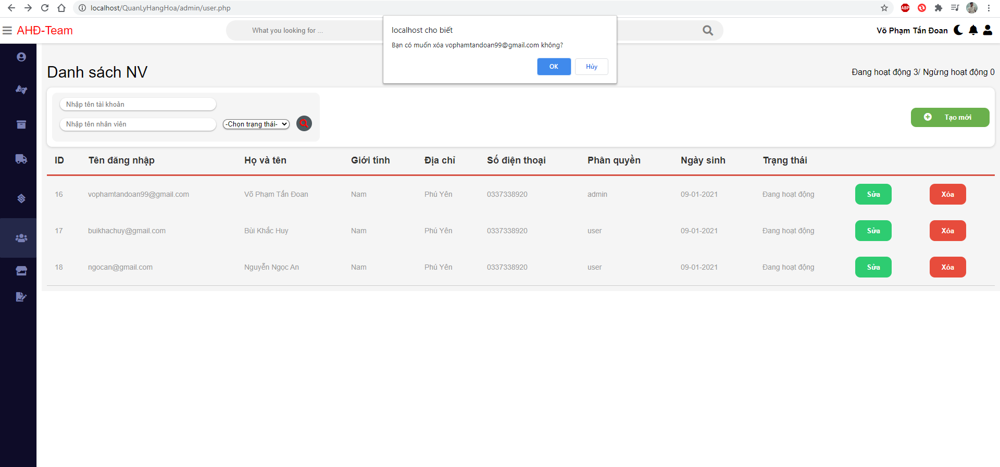 localhost/QuanLyHangHoa/admin/user.php
ABP
AHĐ-Team
What you looking for ...
Võ Phạm Tấn Đoan
localhost cho biết
Bạn có muốn xóa vophamtandoan99@gmail.com không?
OK Hủy
Danh sách NV
Đang hoạt động 3/ Ngừng hoạt động 0
Nhập tên tài khoản
Nhập tên nhân viên
-Chọn trạng thái-
Tạo mới
ID Tên đăng nhập Họ và tên Giới tính Địa chỉ Số điện thoại Phân quyền Ngày sinh Trạng thái
16 vophamtandoan99@gmail.com Võ Phạm Tấn Đoan Nam Phú Yên 0337338920 admin 09-01-2021 Đang hoạt động Sửa Xóa
17 buikhachuy@gmail.com Bùi Khắc Huy Nam Phú Yên 0337338920 user 09-01-2021 Đang hoạt động Sửa Xóa
18 ngocan@gmail.com Nguyễn Ngọc An Nam Phú Yên 0337338920 user 09-01-2021 Đang hoạt động Sửa Xóa